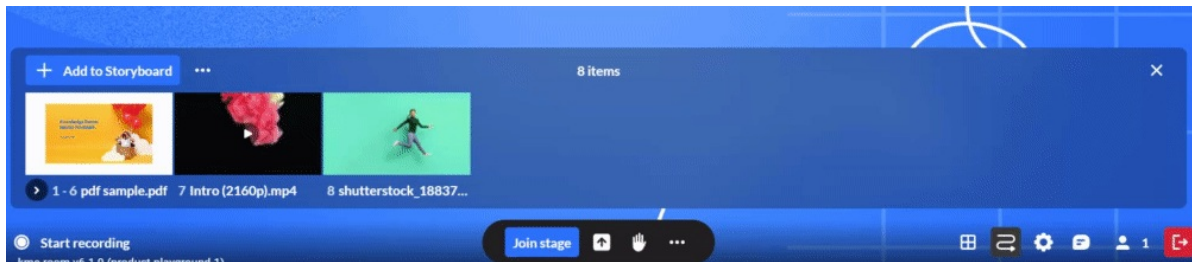 Add to Storyboard
8 items
1 - 6 pdf sample.pdf
7 Intro (2160p).mp4
8 shutterstock_18837...
Start recording
Join stage
1